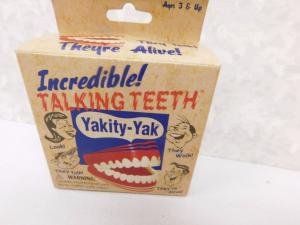 Ages 3 & Up
They're Alive!
Incredible!
TALKING TEETH
Yakity-Yak
Look!
They Walk!
They Talk!
WARNING: